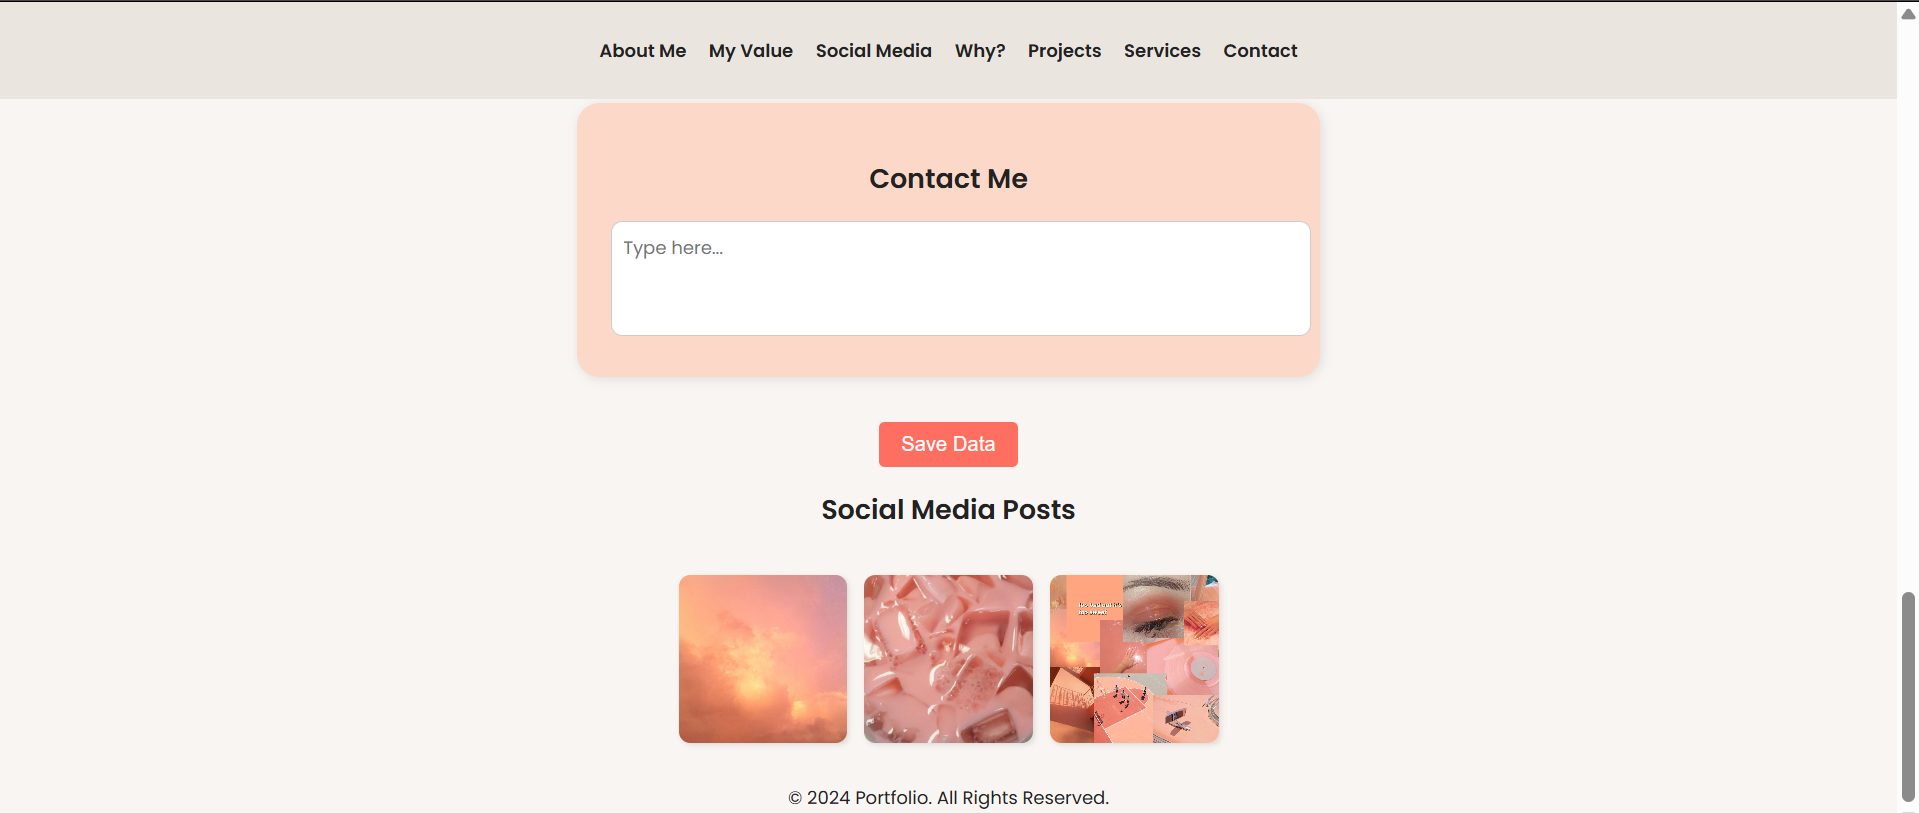 About Me My Value Social Media Why? Projects Services Contact
Contact Me
Type here...
Save Data
Social Media Posts
© 2024 Portfolio. All Rights Reserved.